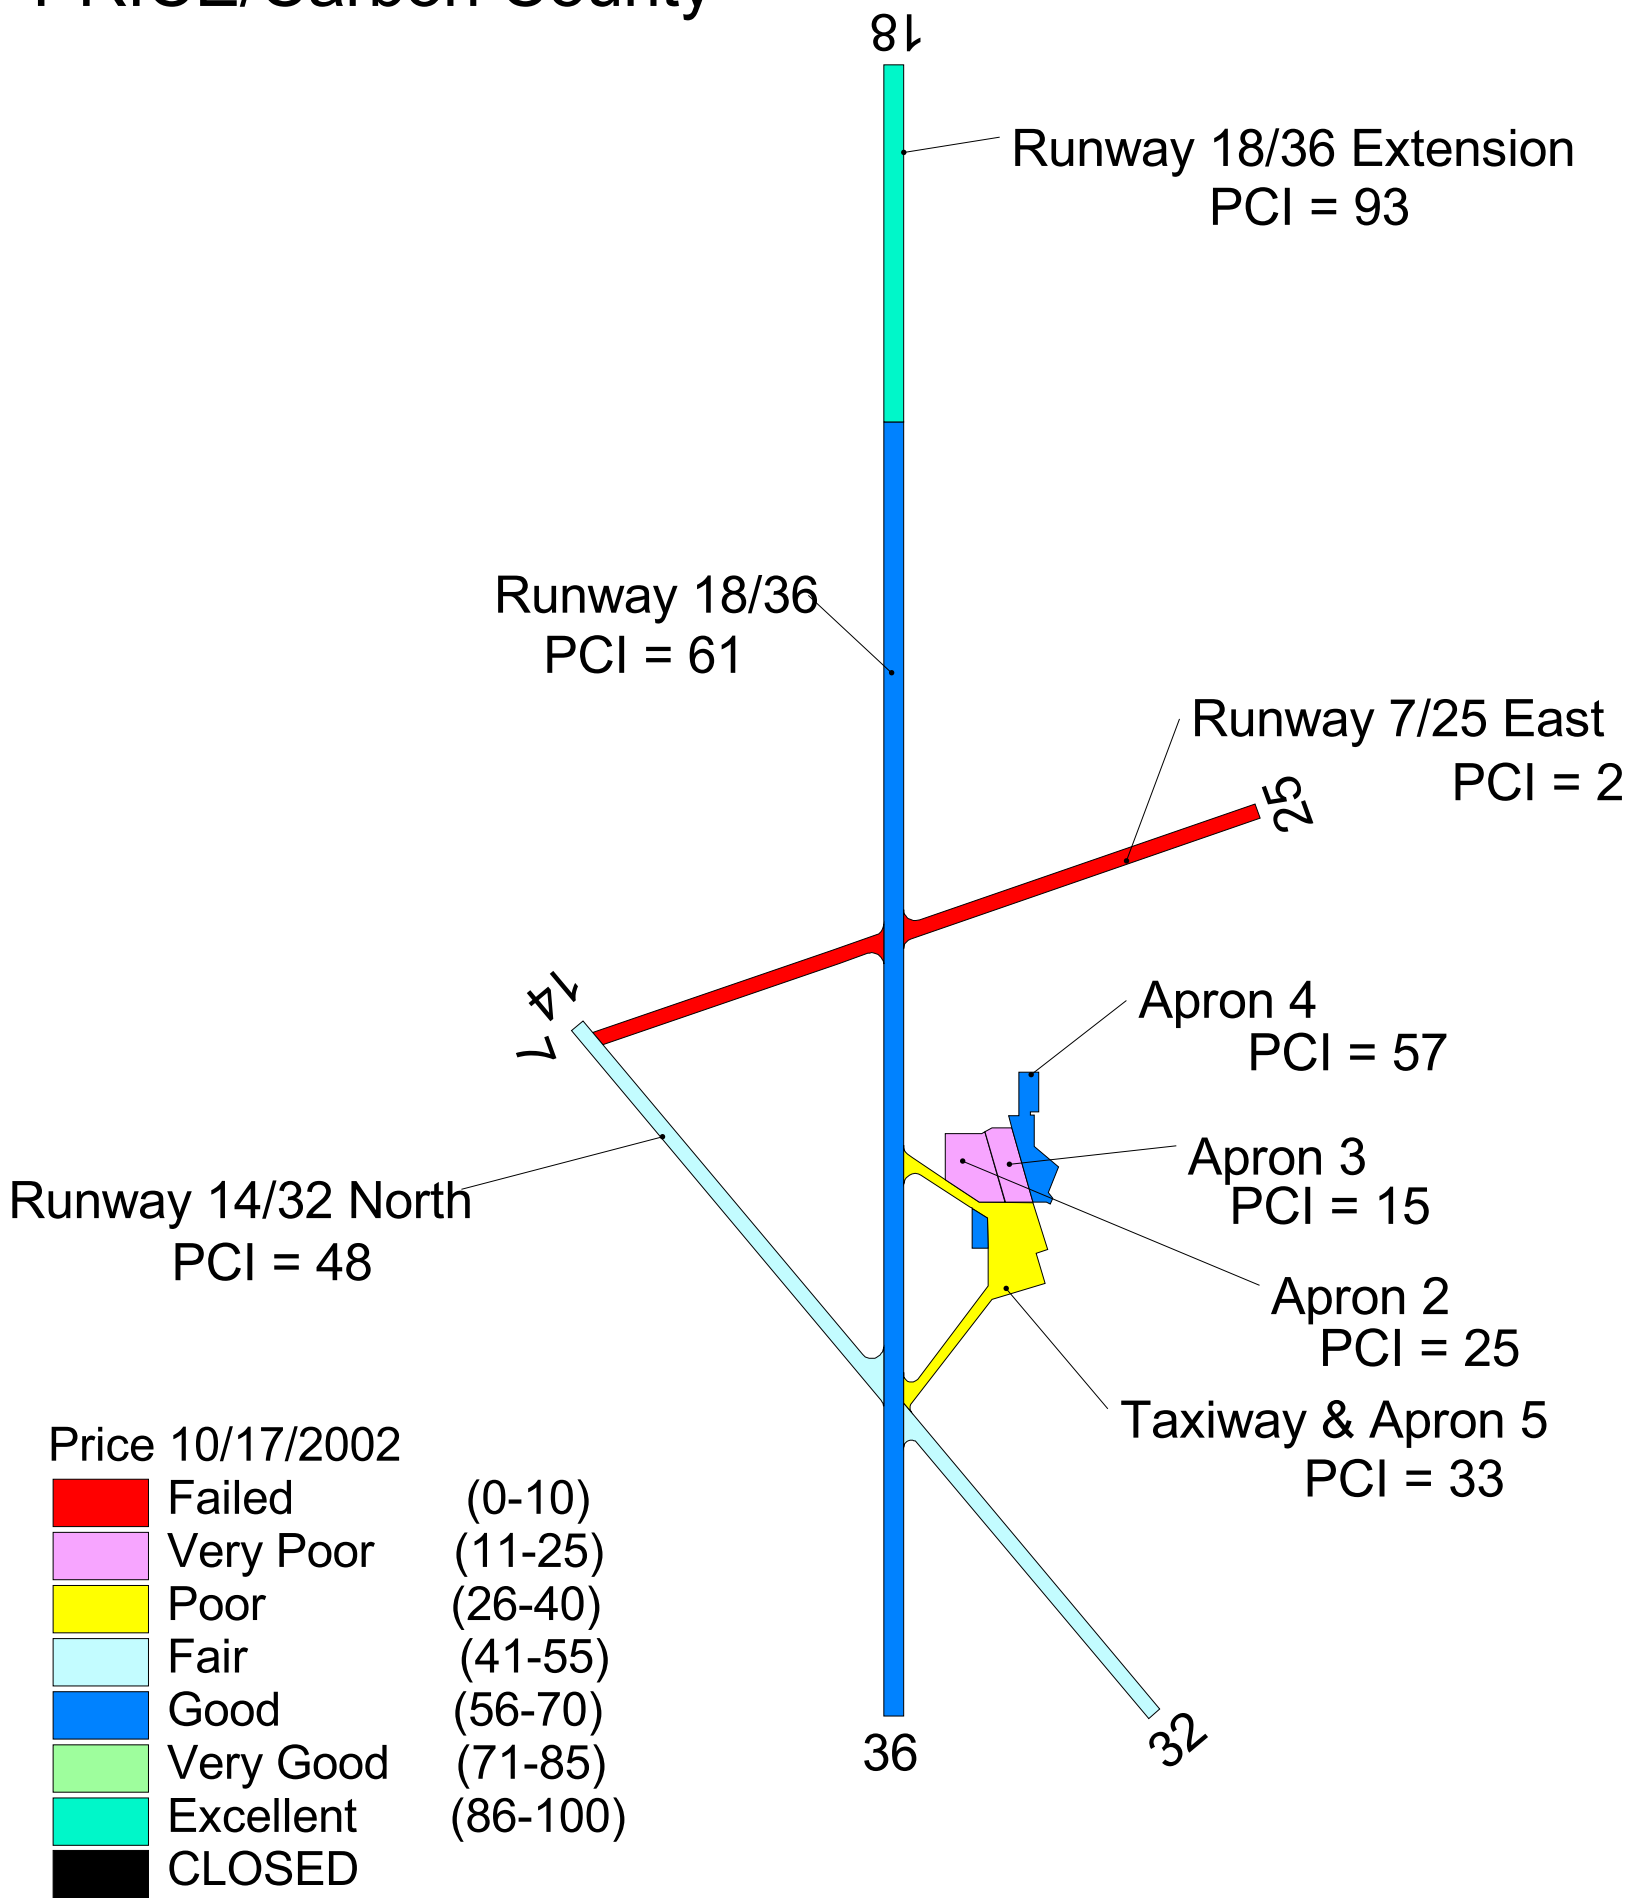 PRICE/Carbon County
18
Runway 18/36 Extension
PCI = 93
Runway 18/36
PCI = 61
Runway 7/25 East
PCI = 2
25
14
7
Apron 4
PCI = 57
Apron 3
PCI = 15
Runway 14/32 North
PCI = 48
Apron 2
PCI = 25
Taxiway & Apron 5
PCI = 33
36
32
Price 10/17/2002
Failed (0-10)
Very Poor (11-25)
Poor (26-40)
Fair (41-55)
Good (56-70)
Very Good (71-85)
Excellent (86-100)
CLOSED